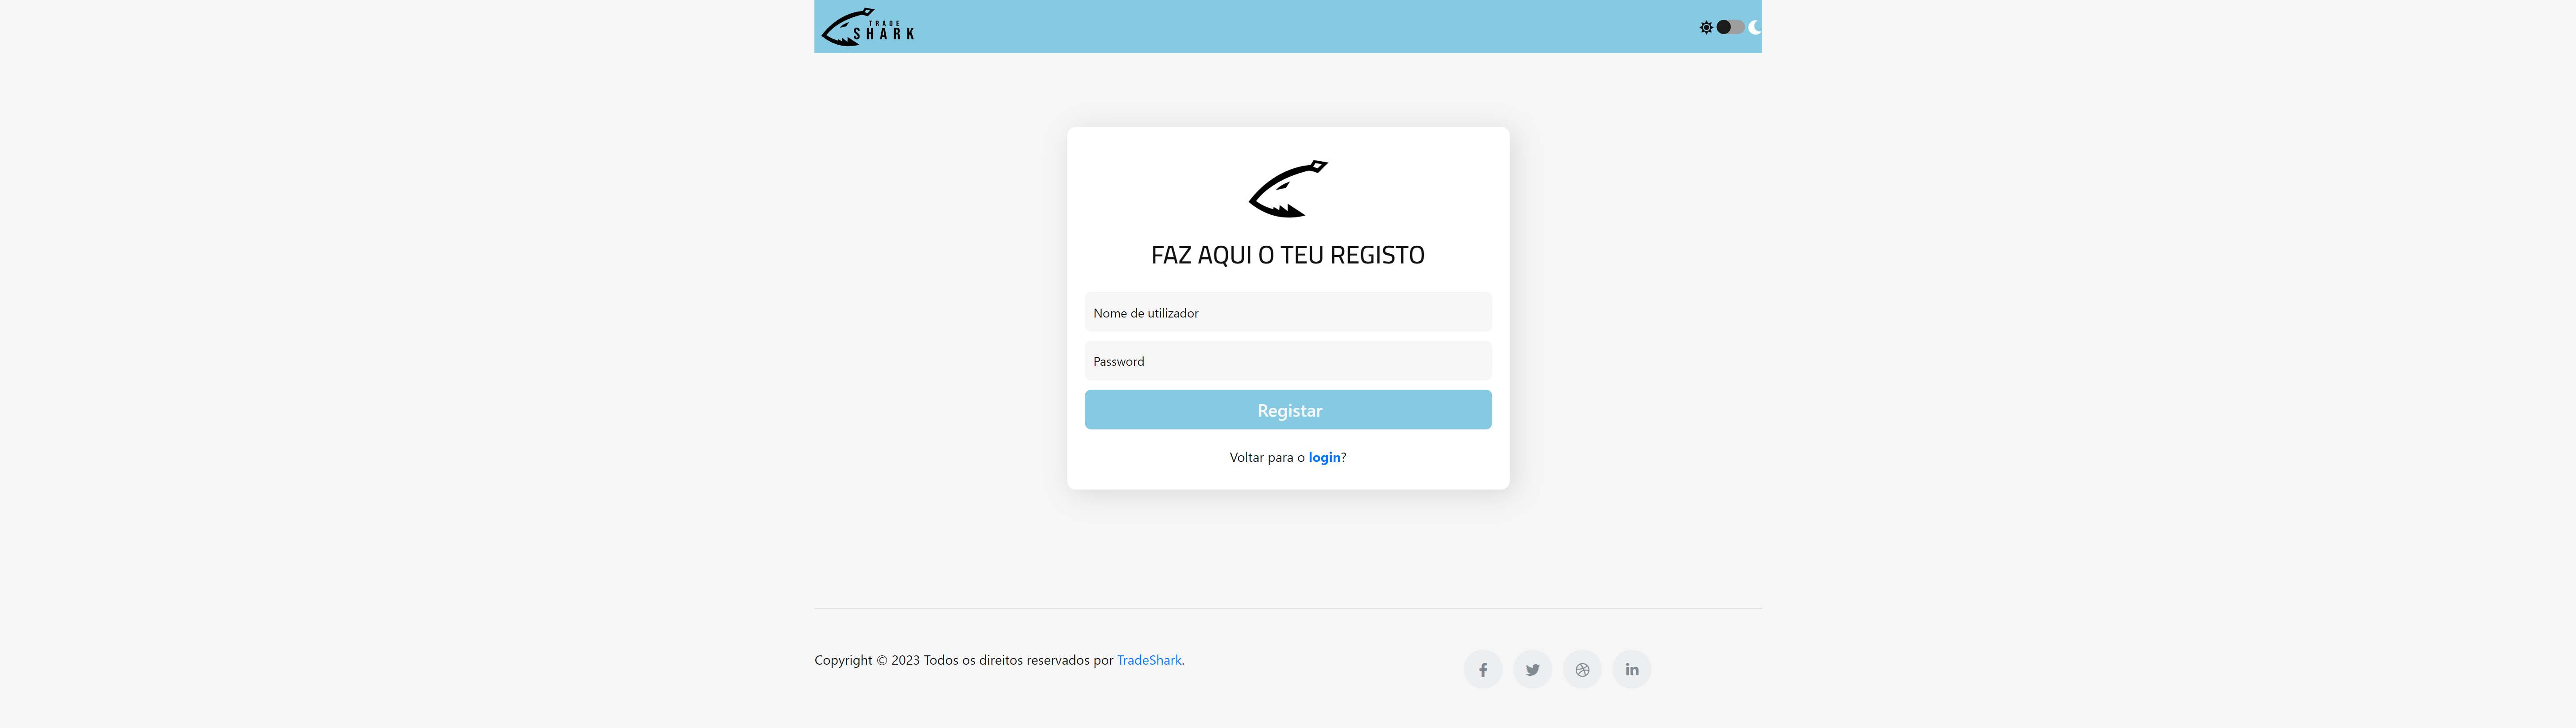 TRADE
SHARK
FAZ AQUI O TEU REGISTO
Nome de utilizador
Password
Registar
Voltar para o login?
Copyright © 2023 Todos os direitos reservados por TradeShark.